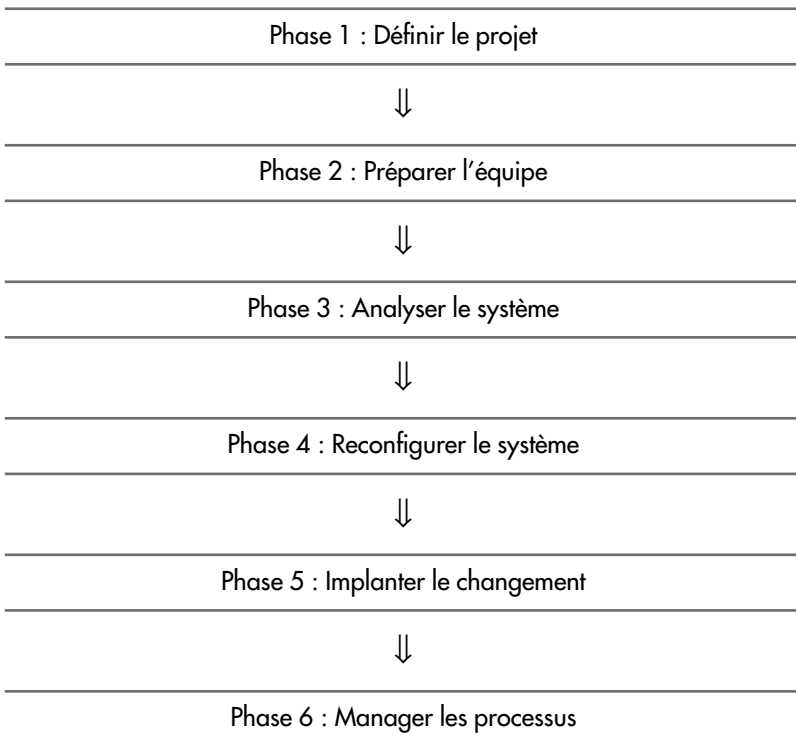 Phase 1 : Définir le projet
⇓
Phase 2 : Préparer l’équipe
⇓
Phase 3 : Analyser le système
⇓
Phase 4 : Reconfigurer le système
⇓
Phase 5 : Implanter le changement
⇓
Phase 6 : Manager les processus